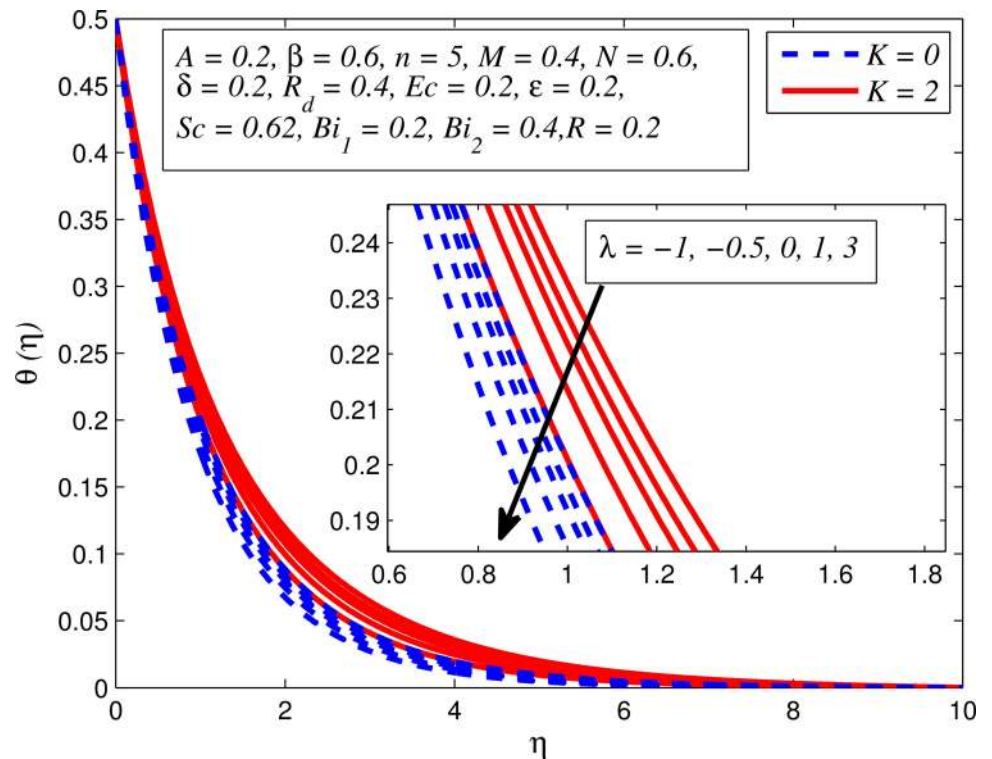 0.5
0.45
0.4
0.35
0.3
0.25
0.2
0.15
0.1
0.05
0
θ (η)
A = 0.2, β = 0.6, n = 5, M = 0.4, N = 0.6,
δ = 0.2, R_d = 0.4, Ec = 0.2, ε = 0.2,
Sc = 0.62, Bi_1 = 0.2, Bi_2 = 0.4,R = 0.2
K = 0
K = 2
λ = −1, −0.5, 0, 1, 3
0.24
0.23
0.22
0.21
0.2
0.19
0.6 0.8 1 1.2 1.4 1.6 1.8
0 2 4 6 8 10
η